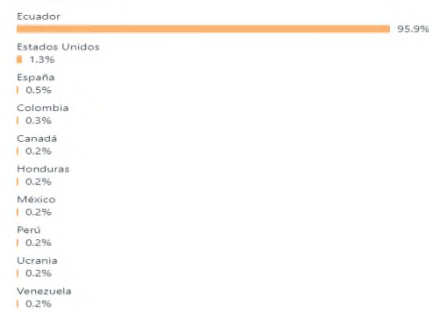 Ecuador
95.9%
Estados Unidos
1.3%
España
0.5%
Colombia
0.3%
Canadá
0.2%
Honduras
0.2%
México
0.2%
Perú
0.2%
Ucrania
0.2%
Venezuela
0.2%